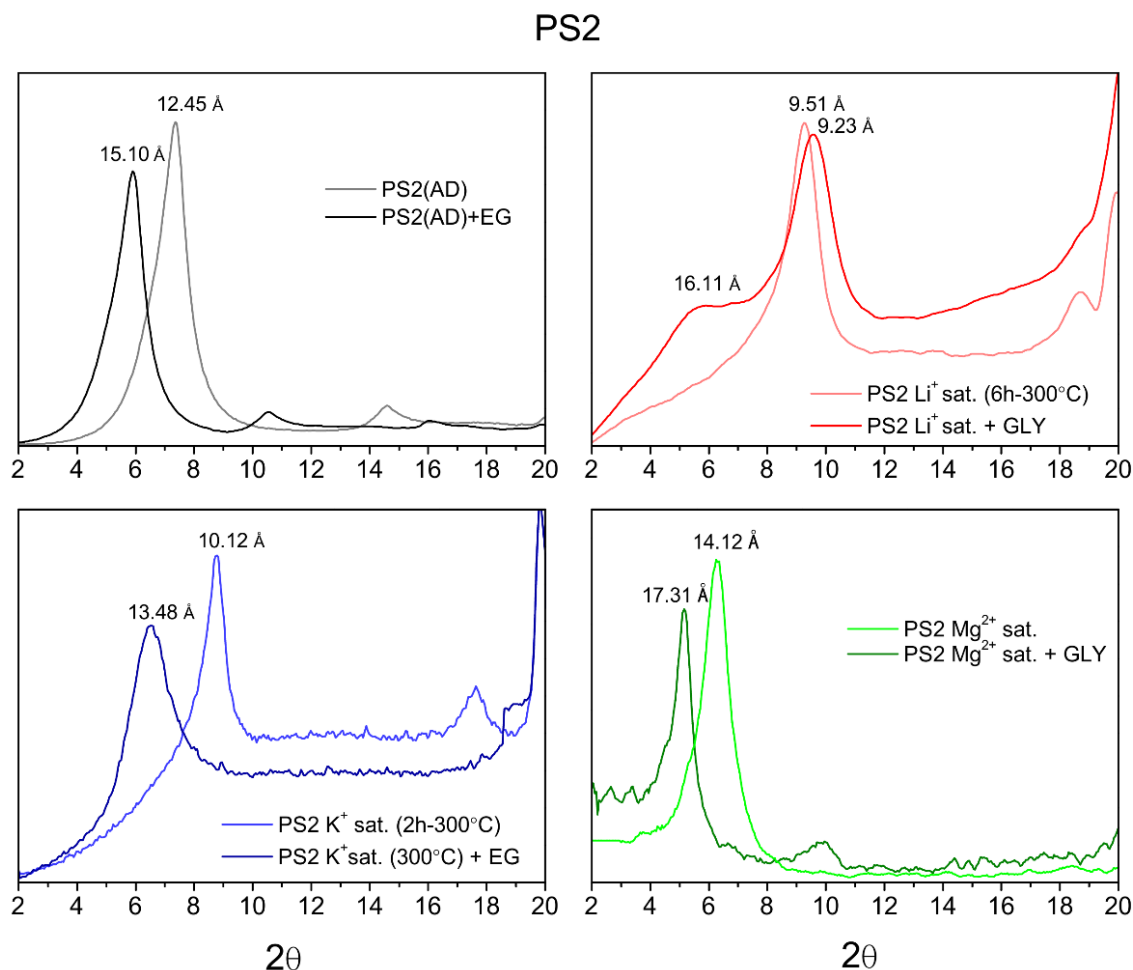 PS2
12.45 Å
15.10 Å
PS2(AD)
PS2(AD)+EG
2 4 6 8 10 12 14 16 18 20
9.51 Å
9.23 Å
16.11 Å
PS2 Li⁺ sat. (6h-300°C)
PS2 Li⁺ sat. + GLY
2 4 6 8 10 12 14 16 18 20
10.12 Å
13.48 Å
PS2 K⁺ sat. (2h-300°C)
PS2 K⁺sat. (300°C) + EG
2 4 6 8 10 12 14 16 18 20
2θ
14.12 Å
17.31 Å
PS2 Mg²⁺ sat.
PS2 Mg²⁺ sat. + GLY
2 4 6 8 10 12 14 16 18 20
2θ